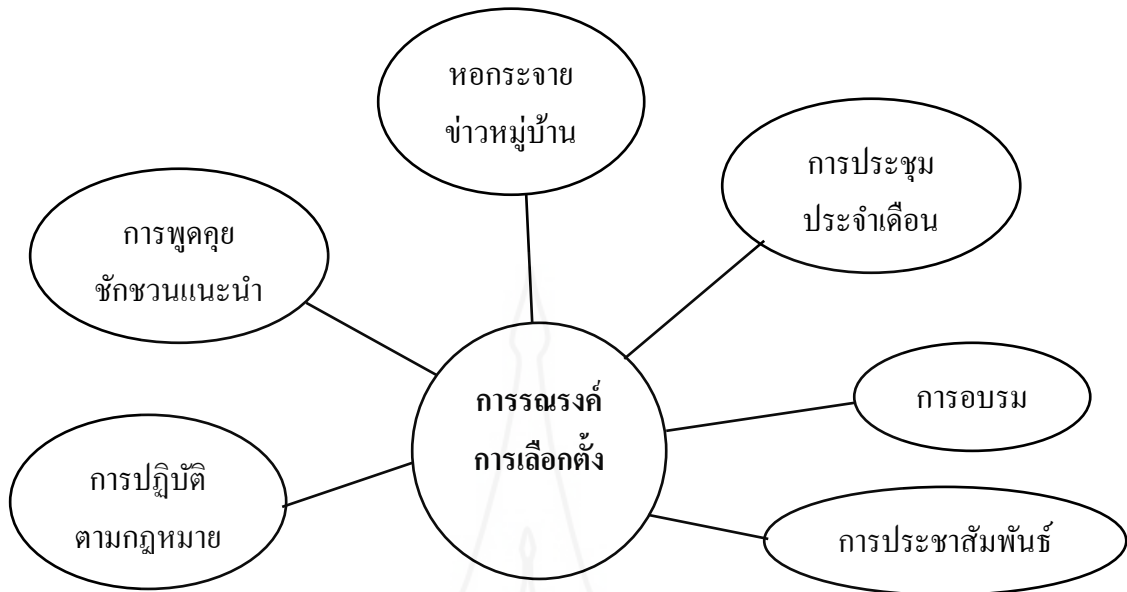 หอกระจาย
ข่าวหมู่บ้าน
การประชุม
ประจำเดือน
การพูดคุย
ชักชวนแนะนำ
การรณรงค์
การเลือกตั้ง
การอบรม
การปฏิบัติ
ตามกฎหมาย
การประชาสัมพันธ์